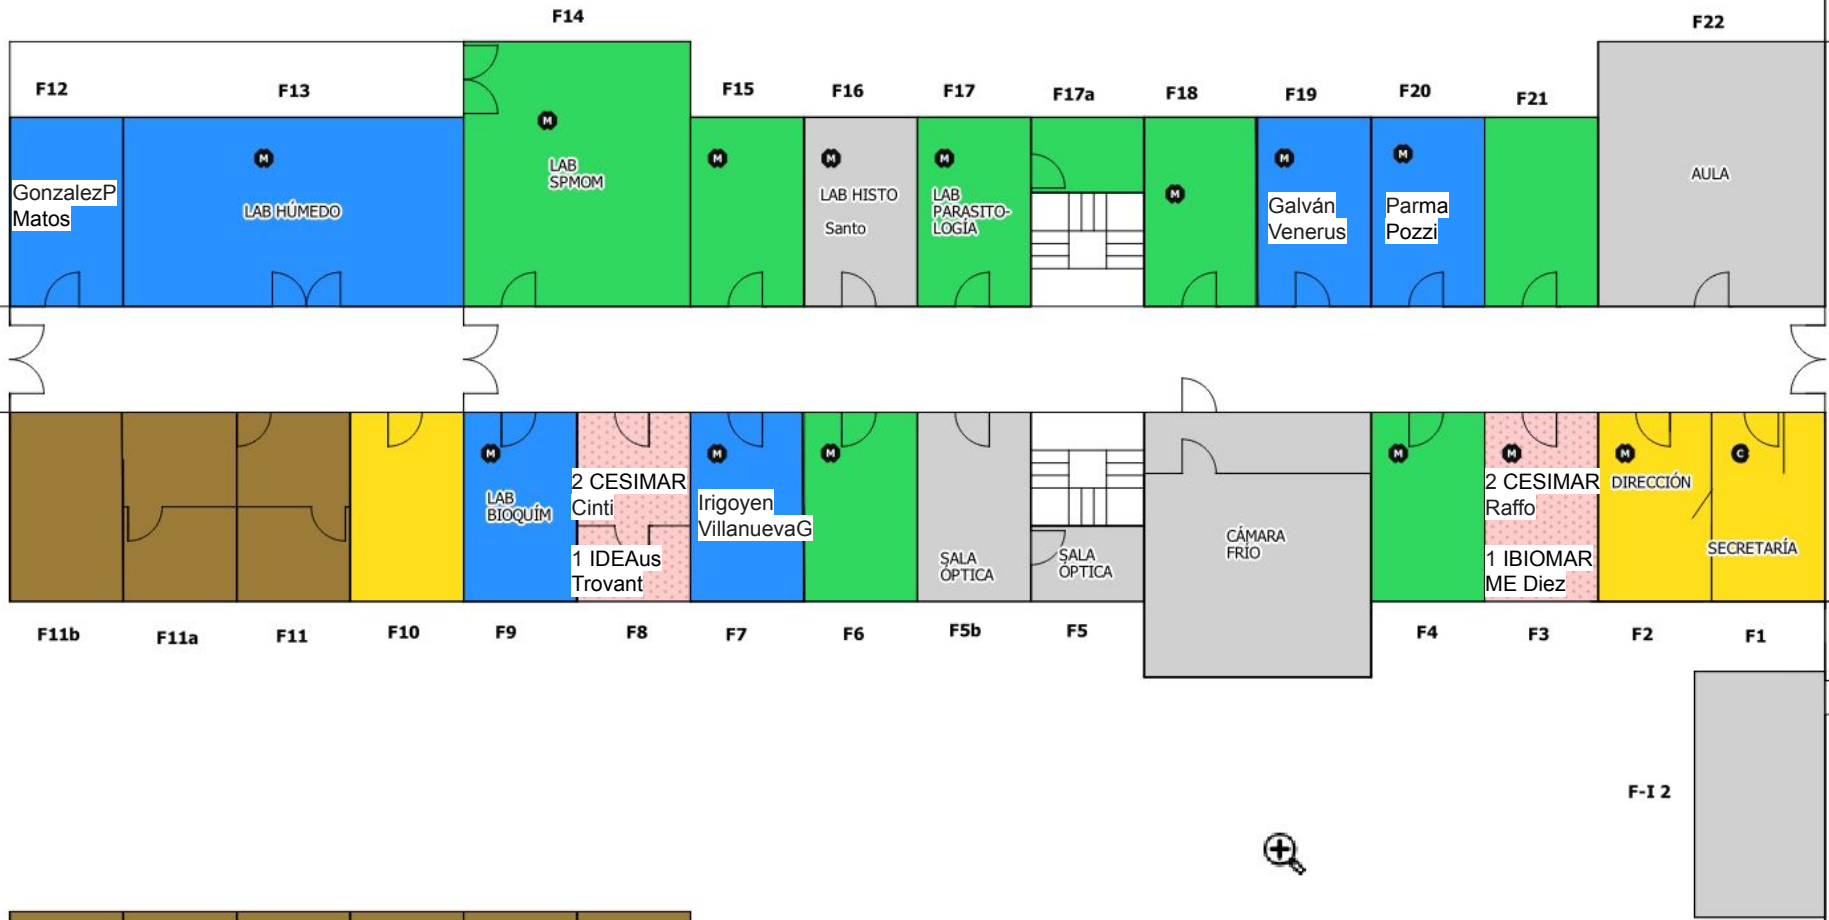 F14
F22
F12
F13
F15
F16
F17
F17a
F18
F19
F20
F21
M
M
M
M
M
M
M
M
LAB
SPMOM
AULA
GonzalezP
Matos
LAB HÚMEDO
LAB HISTO
Santo
LAB
PARASITO-
LOGÍA
Galván
Venerus
Parma
Pozzi
M
M
M
M
M
M
C
LAB
BIOQUÍM
2 CESIMAR
Cinti
1 IDEAus
Trovant
Irigoyen
VillanuevaG
SALA
ÓPTICA
SALA
ÓPTICA
CÁMARA
FRÍO
2 CESIMAR
Raffo
1 IBIOMAR
ME Diez
DIRECCIÓN
SECRETARÍA
F11b
F11a
F11
F10
F9
F8
F7
F6
F5b
F5
F4
F3
F2
F1
F-I 2